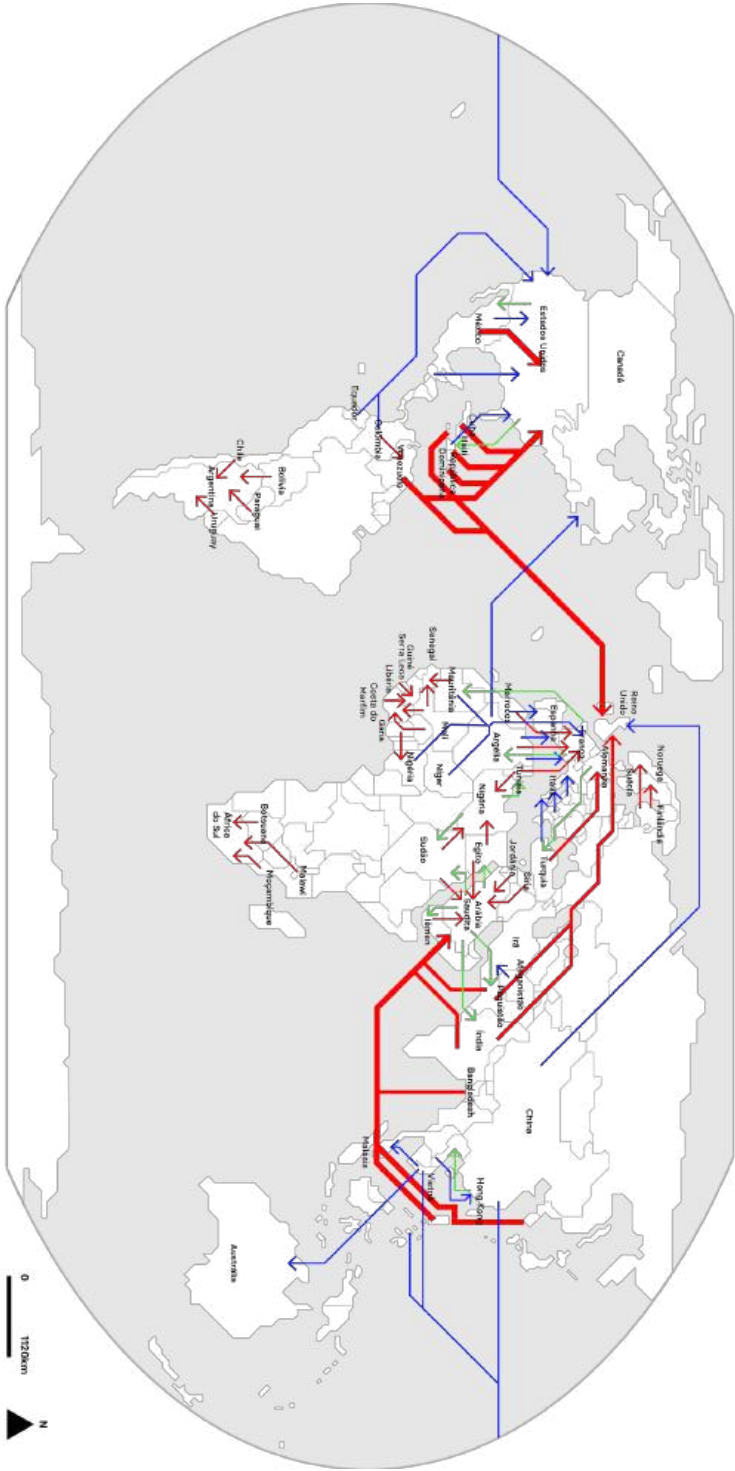 Canadá
Estados Unidos
México
Haiti
República
Dominicana
Equador
Colômbia
Venezuela
Chile
Bolívia
Argentina
Paraguai
Uruguay
Reino
Unido
Noruega
Suécia
Finlândia
Alemanha
França
Espanha
Itália
Turquia
Marrocos
Argélia
Tunísia
Mauritânia
Senegal
Guiné
Serra Leoa
Libéria
Costa do
Marfim
Gana
Mali
Níger
Nigéria
Nigéria
Sudão
Egito
Jordânia
Síria
Arábia
Saudita
Iêmen
Irã
Afeganistão
Paquistão
Índia
Bangladesh
China
Hong Kong
Vietnã
Malásia
Botsuana
África
do Sul
Malawi
Moçambique
Austrália
0
1120km
N